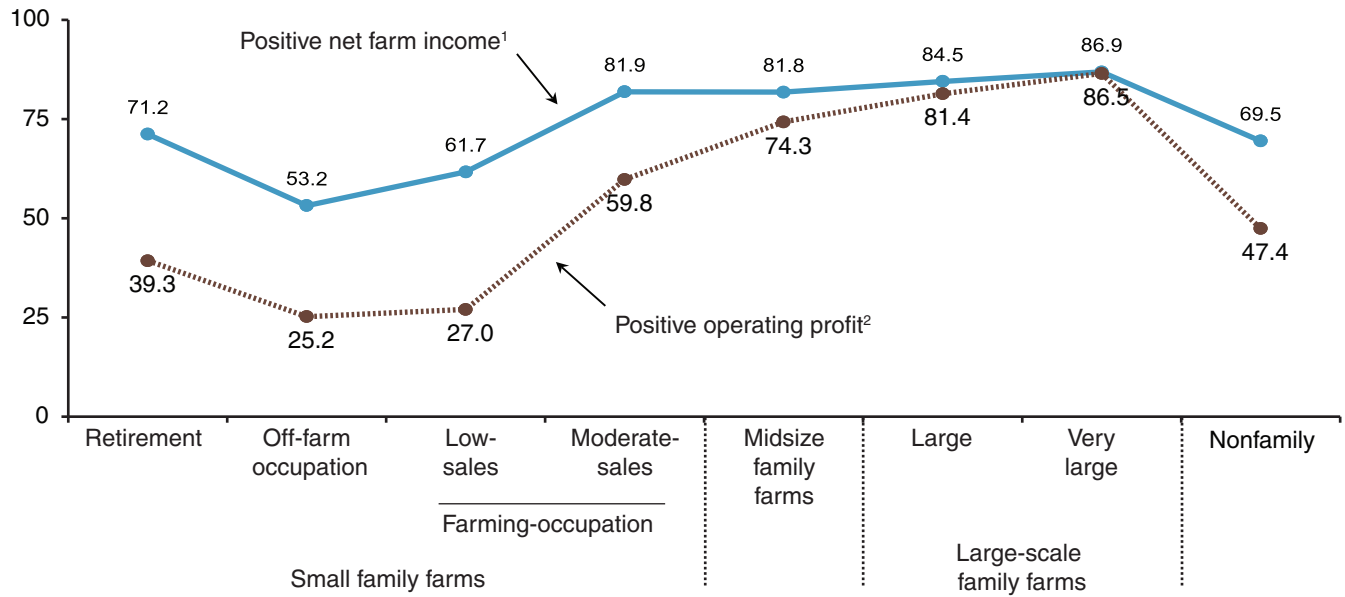 100
75
50
25
0
Positive net farm income¹
Positive operating profit²
71.2
53.2
61.7
81.9
81.8
84.5
86.9
69.5
39.3
25.2
27.0
59.8
74.3
81.4
86.5
47.4
Retirement
Off-farm
occupation
Low-
sales
Moderate-
sales
Farming-occupation
Small family farms
Midsize
family
farms
Large
Very
large
Large-scale
family farms
Nonfamily